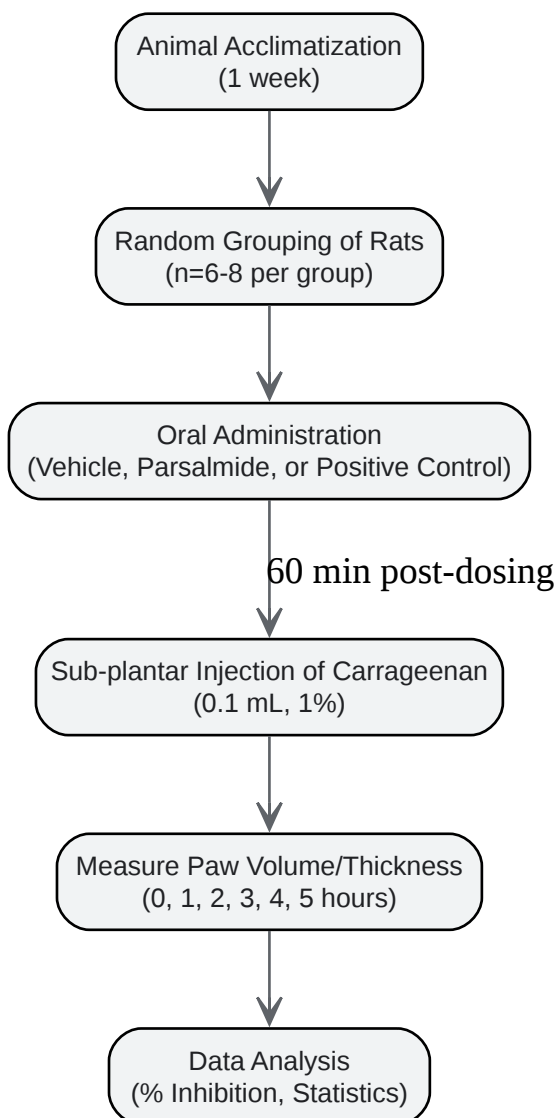 Animal Acclimatization
(1 week)
Random Grouping of Rats
(n=6-8 per group)
Oral Administration
(Vehicle, Parsalmide, or Positive Control)
60 min post-dosing
Sub-plantar Injection of Carrageenan
(0.1 mL, 1%)
Measure Paw Volume/Thickness
(0, 1, 2, 3, 4, 5 hours)
Data Analysis
(% Inhibition, Statistics)